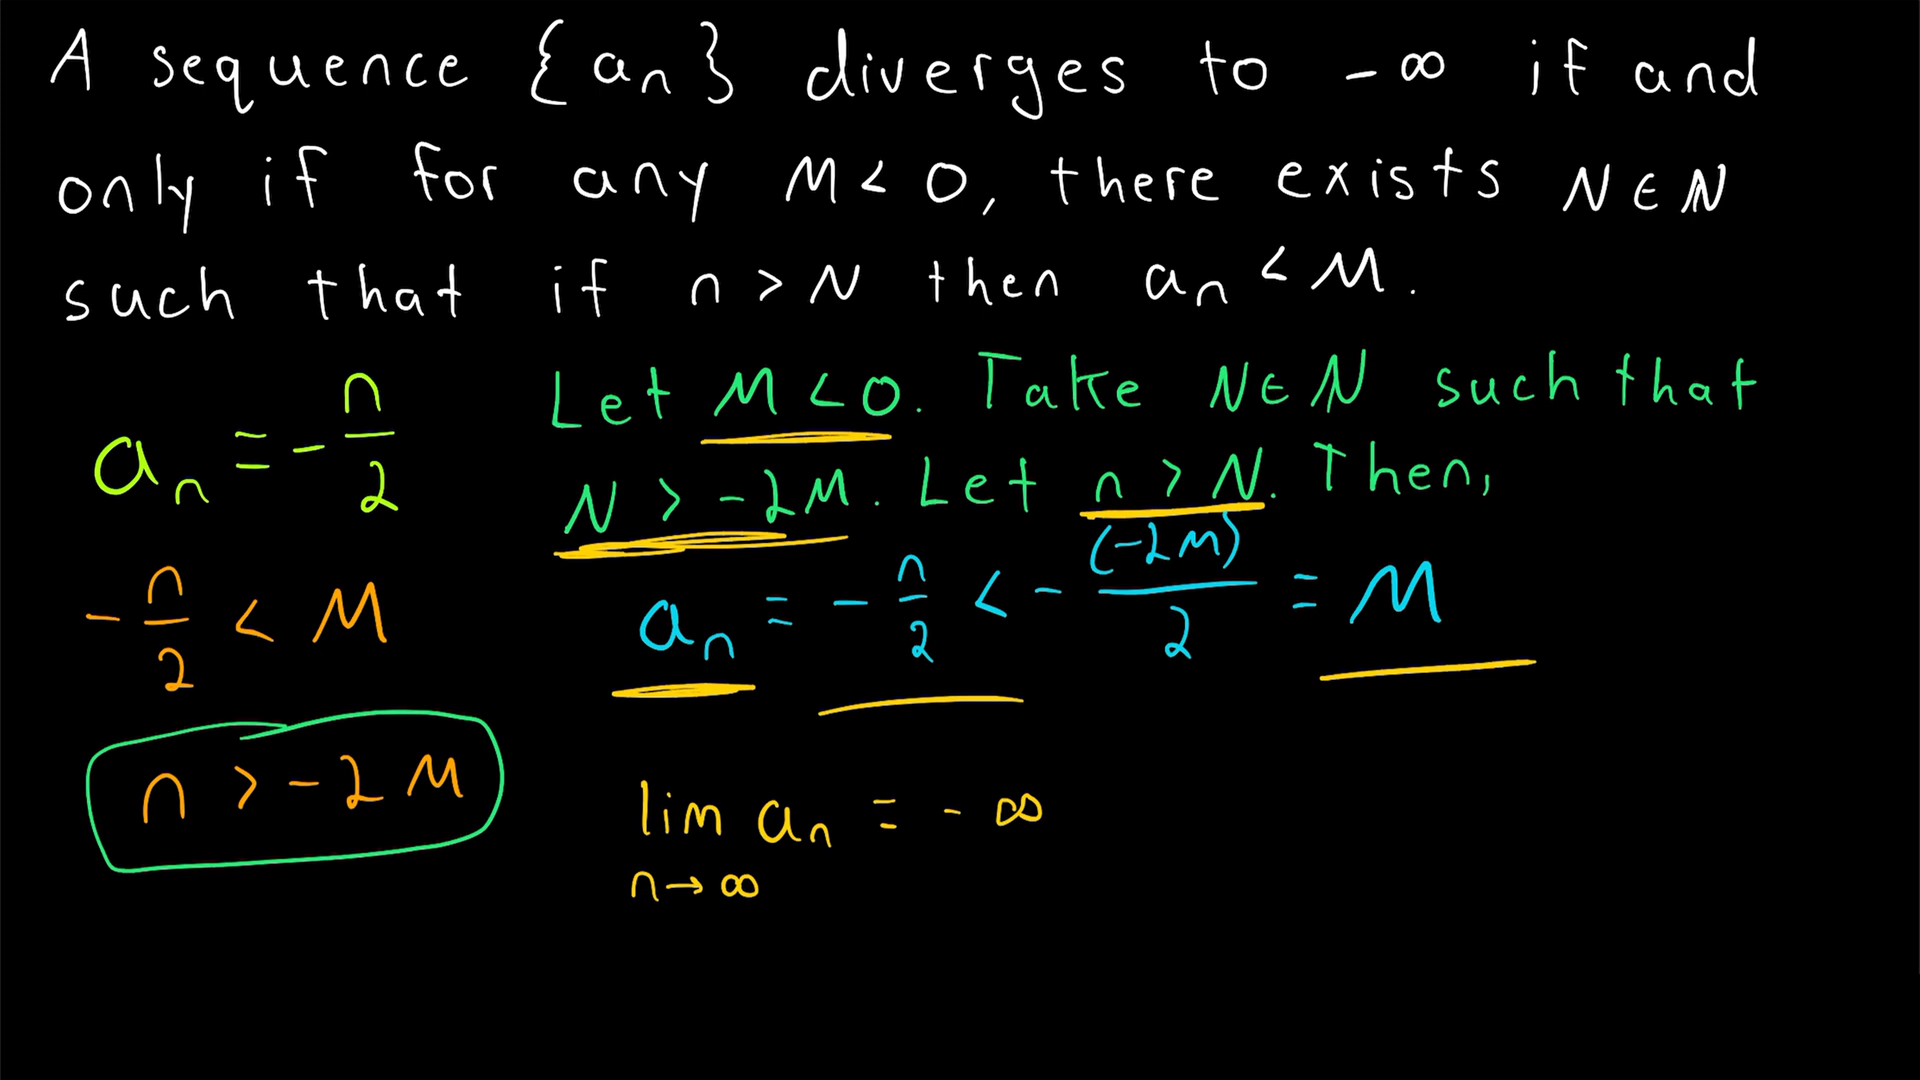 A sequence {aₙ} diverges to -∞ if and
only if for any M<0, there exists N∈ℕ
such that if n>N then aₙ<M.
aₙ = -n/2
-n/2 < M
n > -2M
Let M<0. Take N∈ℕ such that
N > -2M. Let n>N. Then,
aₙ = -n/2 < -(-2M)/2 = M
lim aₙ = -∞
n→∞